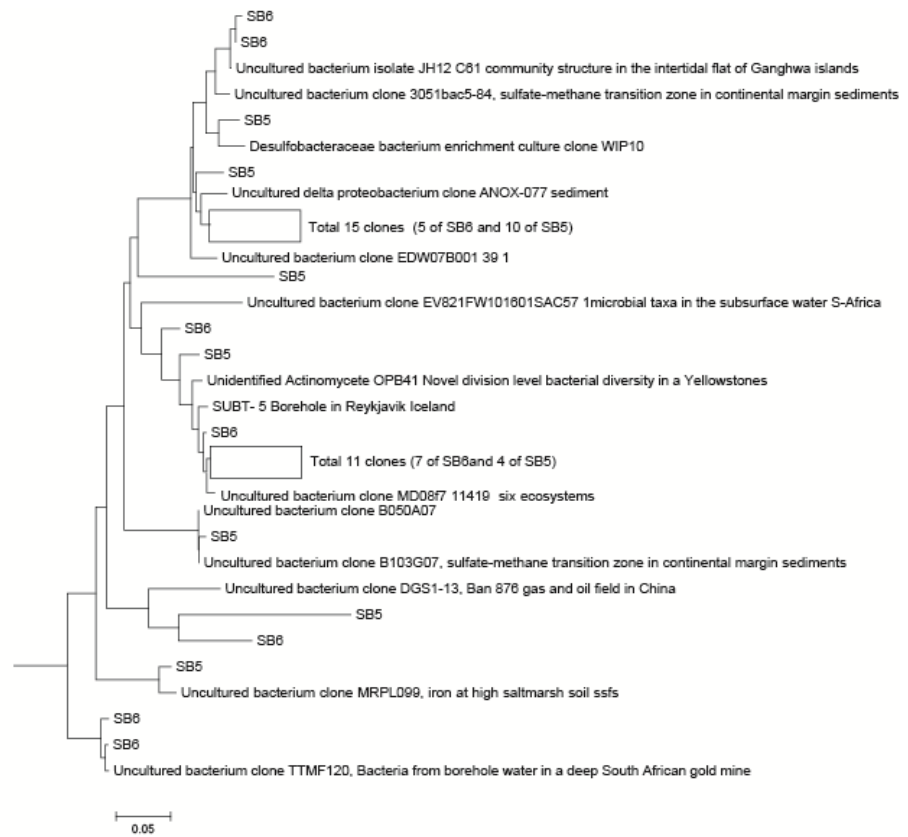 SB6
SB6
Uncultured bacterium isolate JH12 C61 community structure in the intertidal flat of Ganghwa islands
Uncultured bacterium clone 3051bac5-84, sulfate-methane transition zone in continental margin sediments
SB5
Desulfobacteraceae bacterium enrichment culture clone WIP10
SB5
Uncultured delta proteobacterium clone ANOX-077 sediment
Total 15 clones (5 of SB6 and 10 of SB5)
Uncultured bacterium clone EDW07B001 39 1
SB5
Uncultured bacterium clone EV821FW101601SAC57 1microbial taxa in the subsurface water S-Africa
SB6
SB5
Unidentified Actinomycete OPB41 Novel division level bacterial diversity in a Yellowstones
SUBT- 5 Borehole in Reykjavik Iceland
SB6
Total 11 clones (7 of SB6and 4 of SB5)
Uncultured bacterium clone MD08f7 11419 six ecosystems
Uncultured bacterium clone B050A07
SB5
Uncultured bacterium clone B103G07, sulfate-methane transition zone in continental margin sediments
Uncultured bacterium clone DGS1-13, Ban 876 gas and oil field in China
SB5
SB6
SB5
Uncultured bacterium clone MRPL099, iron at high saltmarsh soil ssfs
SB6
SB6
Uncultured bacterium clone TTMF120, Bacteria from borehole water in a deep South African gold mine
0.05